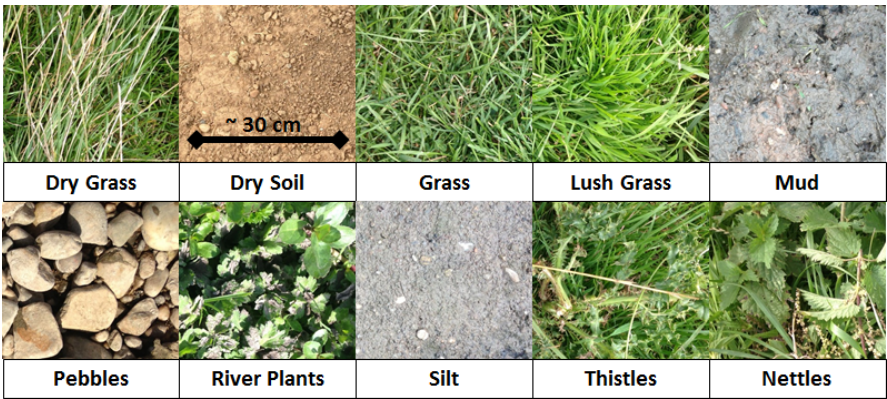 ~ 30 cm
Dry Grass
Dry Soil
Grass
Lush Grass
Mud
Pebbles
River Plants
Silt
Thistles
Nettles